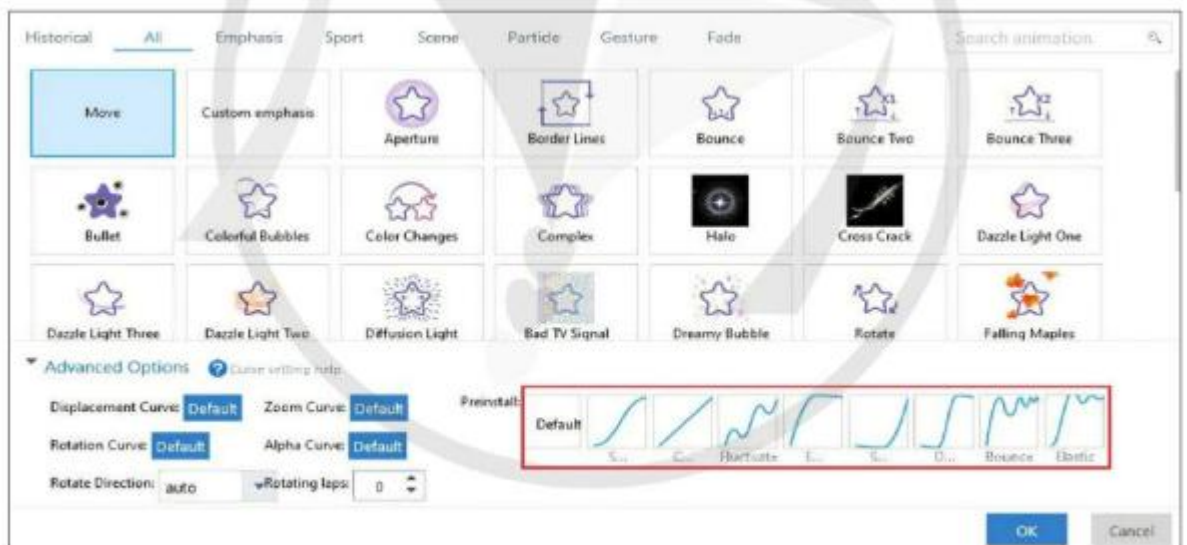 Historical All Emphasis Sport Scene Particle Gesture Fade Search animation
Move Custom emphasis Aperture Border Lines Bounce Bounce Two Bounce Three
Bullet Colorful Bubbles Color Changes Complex Halo Cross Crack Dazzle Light One
Dazzle Light Three Dazzle Light Two Diffusion Light Bad TV Signal Dreamy Bubble Rotate Falling Maples
Advanced Options Curve setting help
Displacement Curve: Default Zoom Curve: Default Preinstall: Default
S... C... Fluctuate E... S... D... Bounce Elastic
Rotation Curve: Default Alpha Curve: Default
Rotate Direction: auto Rotating laps: 0
OK Cancel